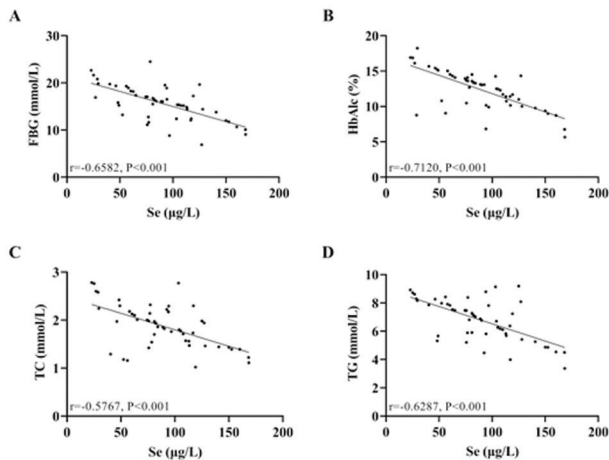 A
FBG (mmol/L)
30
20
10
0
r=-0.6582, P<0.001
0 50 100 150 200
Se (μg/L)
B
HbAlc (%)
20
15
10
5
0
r=-0.7120, P<0.001
0 50 100 150 200
Se (μg/L)
C
TC (mmol/L)
3
2
1
0
r=-0.5767, P<0.001
0 50 100 150 200
Se (μg/L)
D
TG (mmol/L)
10
8
6
4
2
0
r=-0.6287, P<0.001
0 50 100 150 200
Se (μg/L)